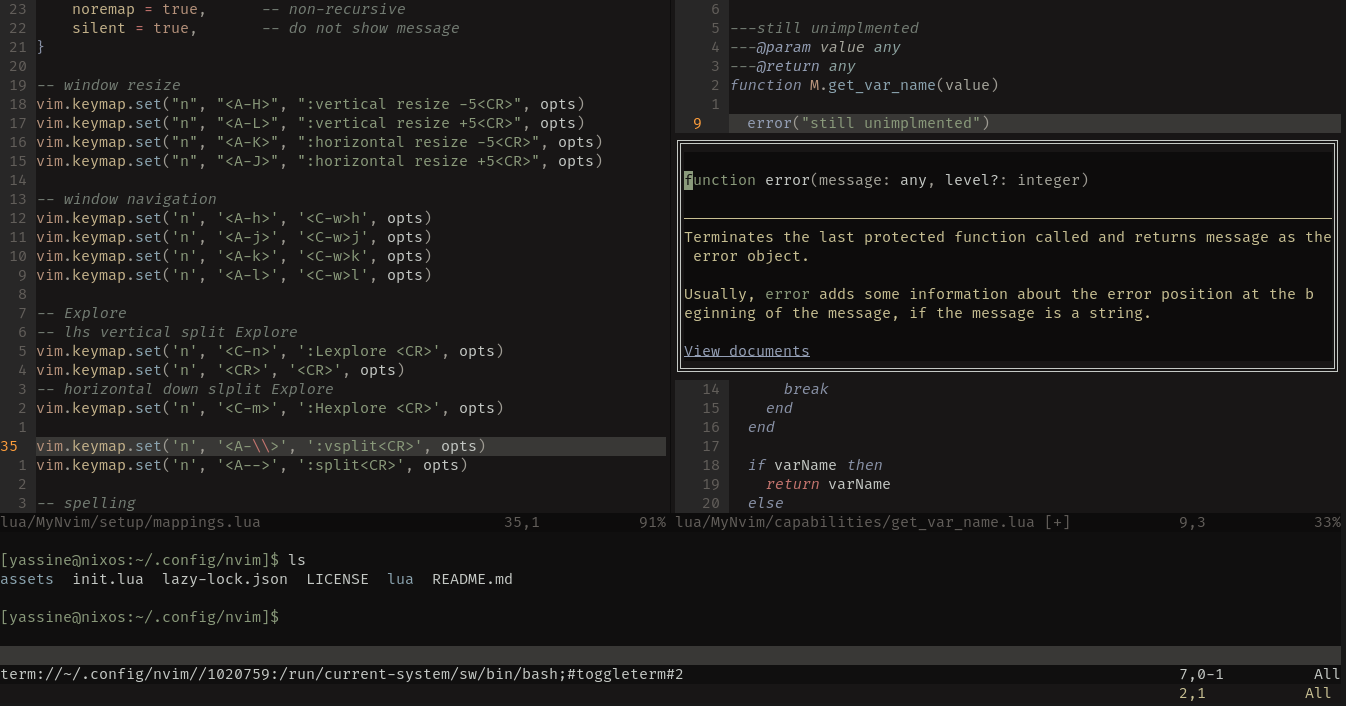 23     noremap = true,      -- non-recursive
22     silent = true,       -- do not show message
21 }
20
19 -- window resize
18 vim.keymap.set("n", "<A-H>", ":vertical resize -5<CR>", opts)
17 vim.keymap.set("n", "<A-L>", ":vertical resize +5<CR>", opts)
16 vim.keymap.set("n", "<A-K>", ":horizontal resize -5<CR>", opts)
15 vim.keymap.set("n", "<A-J>", ":horizontal resize +5<CR>", opts)
14
13 -- window navigation
12 vim.keymap.set('n', '<A-h>', '<C-w>h', opts)
11 vim.keymap.set('n', '<A-j>', '<C-w>j', opts)
10 vim.keymap.set('n', '<A-k>', '<C-w>k', opts)
9 vim.keymap.set('n', '<A-l>', '<C-w>l', opts)
8
7 -- Explore
6 -- lhs vertical split Explore
5 vim.keymap.set('n', '<C-n>', ':Lexplore <CR>', opts)
4 vim.keymap.set('n', '<CR>', '<CR>', opts)
3 -- horizontal down slplit Explore
2 vim.keymap.set('n', '<C-m>', ':Hexplore <CR>', opts)
1
35 vim.keymap.set('n', '<A-\\>', ':vsplit<CR>', opts)
1 vim.keymap.set('n', '<A-->', ':split<CR>', opts)
2
3 -- spelling
lua/MyNvim/setup/mappings.lua 35,1 91%
6
5 ---still unimplmented
4 ---@param value any
3 ---@return any
2 function M.get_var_name(value)
1
9   error("still unimplmented")
function error(message: any, level?: integer)
Terminates the last protected function called and returns message as the
 error object.
Usually, error adds some information about the error position at the b
eginning of the message, if the message is a string.
View documents
14       break
15     end
16   end
17
18   if varName then
19     return varName
20   else
lua/MyNvim/capabilities/get_var_name.lua [+] 9,3 33%
[yassine@nixos:~/.config/nvim]$ ls
assets  init.lua  lazy-lock.json  LICENSE  lua  README.md
[yassine@nixos:~/.config/nvim]$
term://~/.config/nvim//1020759:/run/current-system/sw/bin/bash;#toggleterm#2 7,0-1 All
2,1 All